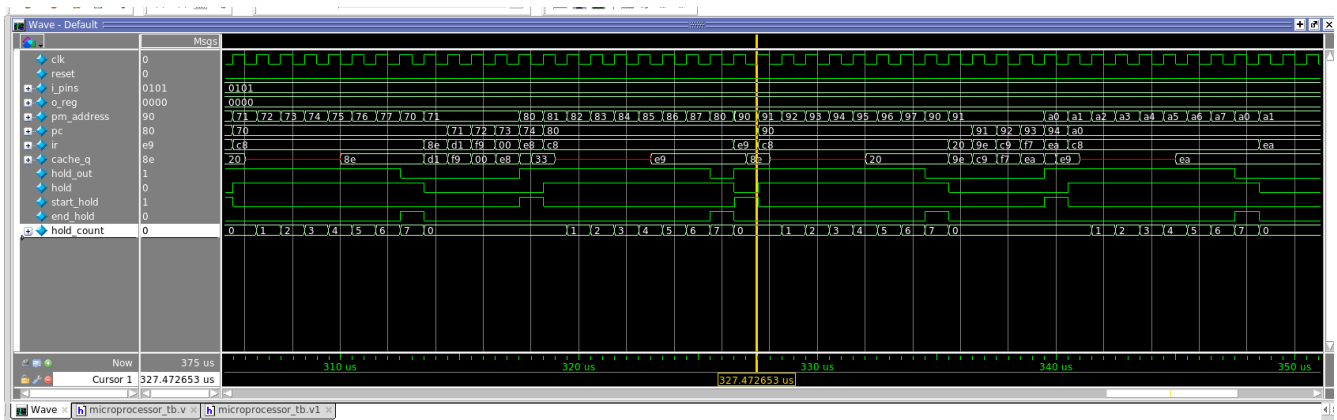 Wave - Default
Msgs
clk 0
reset 0
i_pins 0101 0101
o_reg 0000 0000
pm_address 90 71 72 73 74 75 76 77 70 71 80 81 82 83 84 85 86 87 80 90 91 92 93 94 95 96 97 90 91 a0 a1 a2 a3 a4 a5 a6 a7 a0 a1
pc 80 70 71 72 73 74 80 90 91 92 93 94 a0
ir e9 c8 8e d1 f9 00 e8 c8 e9 c8 20 9e c9 f7 ea c8 ea
cache_q 8e 20 8e d1 f9 00 e8 33 e9 8e 20 9e c9 f7 ea e9 ea
hold_out 1
hold 0
start_hold 1
end_hold 0
hold_count 0 0 1 2 3 4 5 6 7 0 1 2 3 4 5 6 7 0 1 2 3 4 5 6 7 0 1 2 3 4 5 6 7 0
Now 375 us 310 us 320 us 330 us 340 us 350 us
Cursor 1 327.472653 us 327.472653 us
Wave microprocessor_tb.v microprocessor_tb.v1